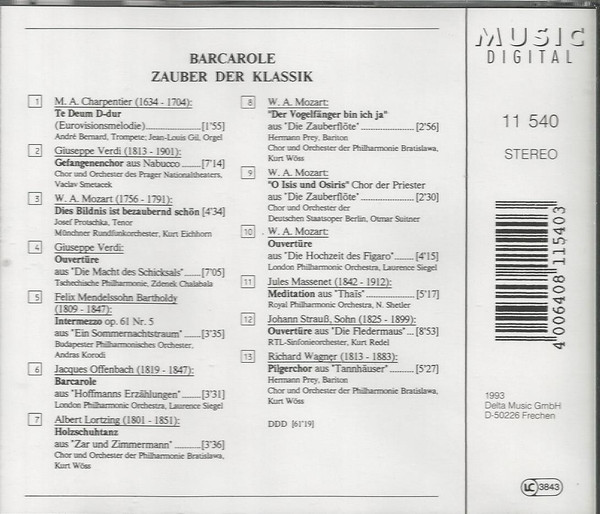 BARCAROLE
ZAUBER DER KLASSIK
1 M. A. Charpentier (1634 - 1704):
Te Deum D-dur
(Eurovisionsmelodie)....................[1'55]
André Bernard, Trompete; Jean-Louis Gil, Orgel
2 Giuseppe Verdi (1813 - 1901):
Gefangenenchor aus Nabucco.....[7'14]
Chor und Orchester des Prager Nationaltheaters,
Vaclav Smetacek
3 W. A. Mozart (1756 - 1791):
Dies Bildnis ist bezaubernd schön [4'34]
Josef Protschka, Tenor
Münchner Rundfunkorchester, Kurt Eichhorn
4 Giuseppe Verdi:
Ouvertüre
aus "Die Macht des Schicksals"......[7'05]
Tschechische Philharmonie, Zdenek Chalabala
5 Felix Mendelssohn Bartholdy
(1809 - 1847):
Intermezzo op. 61 Nr. 5
aus "Ein Sommernachtstraum".......[3'35]
Budapester Philharmonisches Orchester,
Andras Korodi
6 Jacques Offenbach (1819 - 1847):
Barcarole
aus "Hoffmanns Erzählungen".......[3'31]
London Philharmonic Orchestra, Laurence Siegel
7 Albert Lortzing (1801 - 1851):
Holzschuhtanz
aus "Zar und Zimmermann".......[3'36]
Chor und Orchester der Philharmonie Bratislawa,
Kurt Wöss
8 W. A. Mozart:
"Der Vogelfänger bin ich ja"
aus "Die Zauberflöte"....................[2'56]
Hermann Prey, Bariton
Chor und Orchester der Philharmonie Bratislawa,
Kurt Wöss
9 W. A. Mozart:
"O Isis und Osiris" Chor der Priester
aus "Die Zauberflöte"....................[2'30]
Chor und Orchester der
Deutschen Staatsoper Berlin, Otmar Suitner
10 W. A. Mozart:
Ouvertüre
aus "Die Hochzeit des Figaro".......[4'15]
London Philharmonic Orchestra, Laurence Siegel
11 Jules Massenet (1842 - 1912):
Meditation aus "Thaïs"................[5'17]
Royal Philharmonic Orchestra, N. Shetler
12 Johann Strauß, Sohn (1825 - 1899):
Ouvertüre aus "Die Fledermaus"...[8'53]
RTL-Sinfonieorchester, Kurt Redel
13 Richard Wagner (1813 - 1883):
Pilgerchor aus "Tannhäuser".........[5'27]
Hermann Prey, Bariton
Chor und Orchester der Philharmonie Bratislawa,
Kurt Wöss
DDD [61'19]
MUSIC
DIGITAL
11 540
STEREO
4006408115403
1993
Delta Music GmbH
D-50226 Frechen
LC 3843